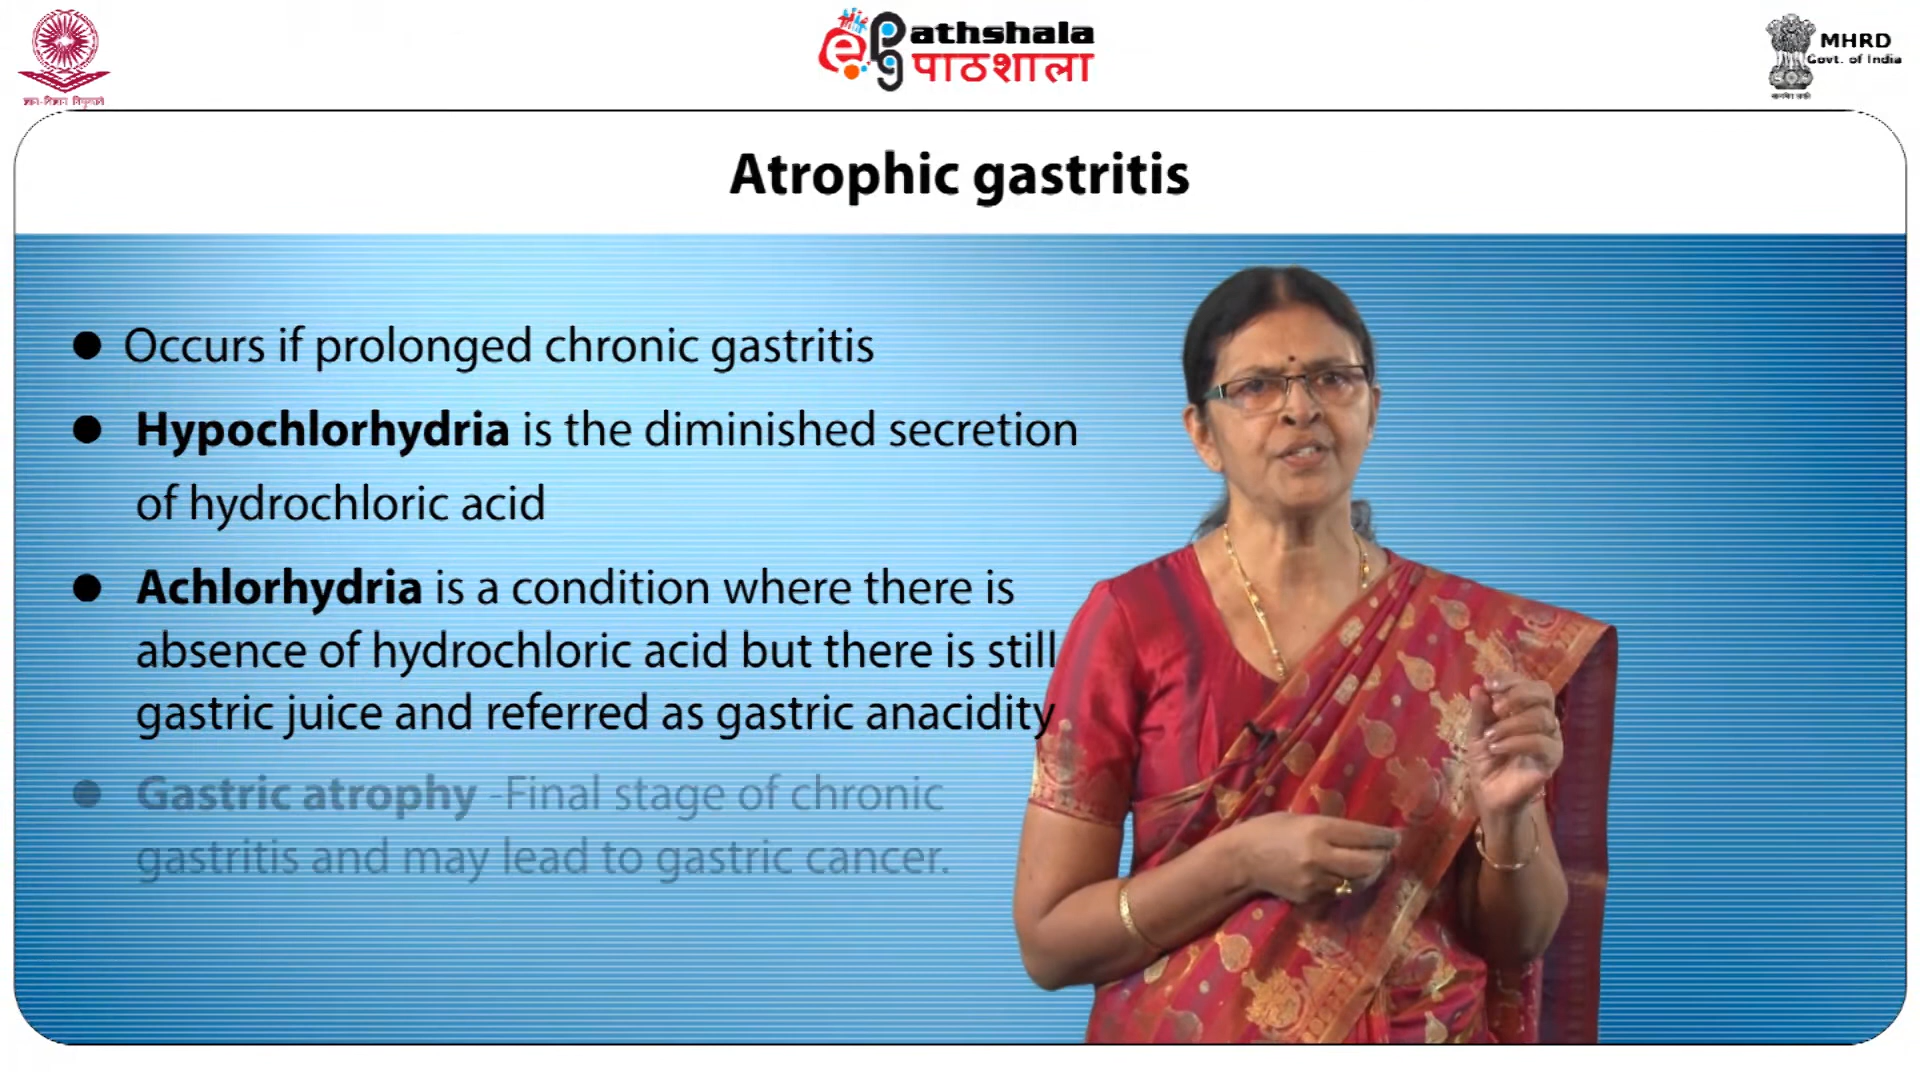 athshala
पाठशाला
MHRD
Govt. of India
Atrophic gastritis
● Occurs if prolonged chronic gastritis
● Hypochlorhydria is the diminished secretion
of hydrochloric acid
● Achlorhydria is a condition where there is
absence of hydrochloric acid but there is still
gastric juice and referred as gastric anacidity
● Gastric atrophy -Final stage of chronic
gastritis and may lead to gastric cancer.